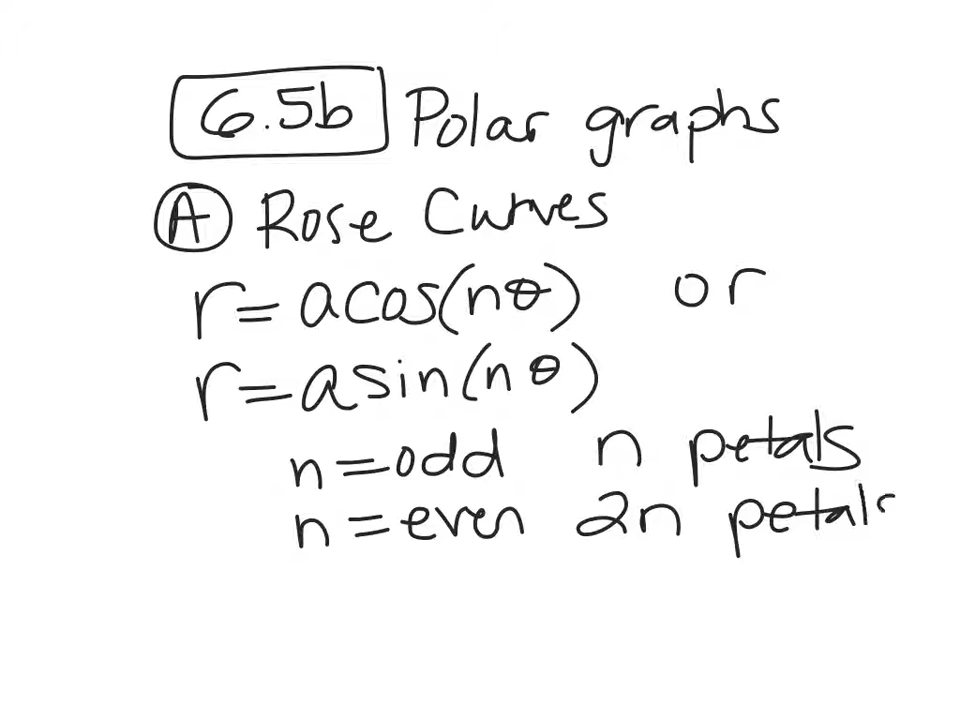 6.5b Polar graphs
A Rose Curves
r=acos(nθ) or
r=asin(nθ)
n=odd n petals
n=even 2n petals